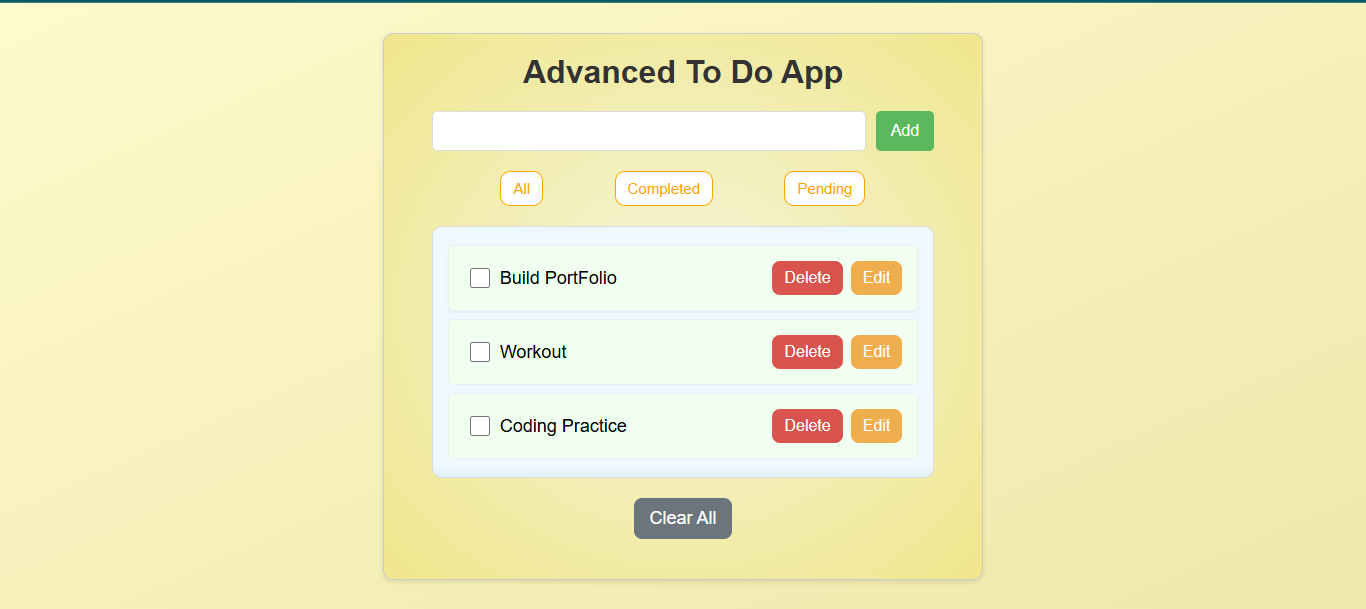 Advanced To Do App
Add
All Completed Pending
Build PortFolio Delete Edit
Workout Delete Edit
Coding Practice Delete Edit
Clear All